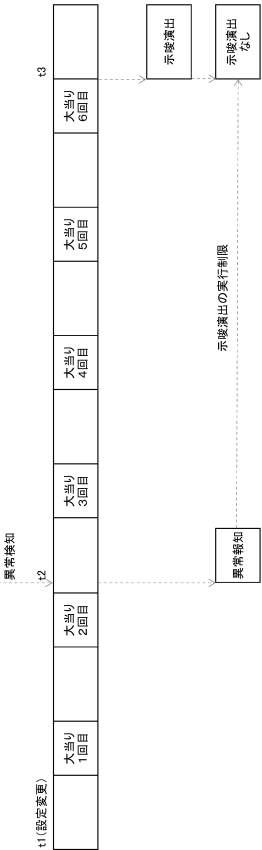 t1(設定変更)
大当り
1回目
大当り
2回目
t2
異常検知
大当り
3回目
大当り
4回目
大当り
5回目
大当り
6回目
t3
示唆演出
異常報知
示唆演出の実行制限
示唆演出
なし